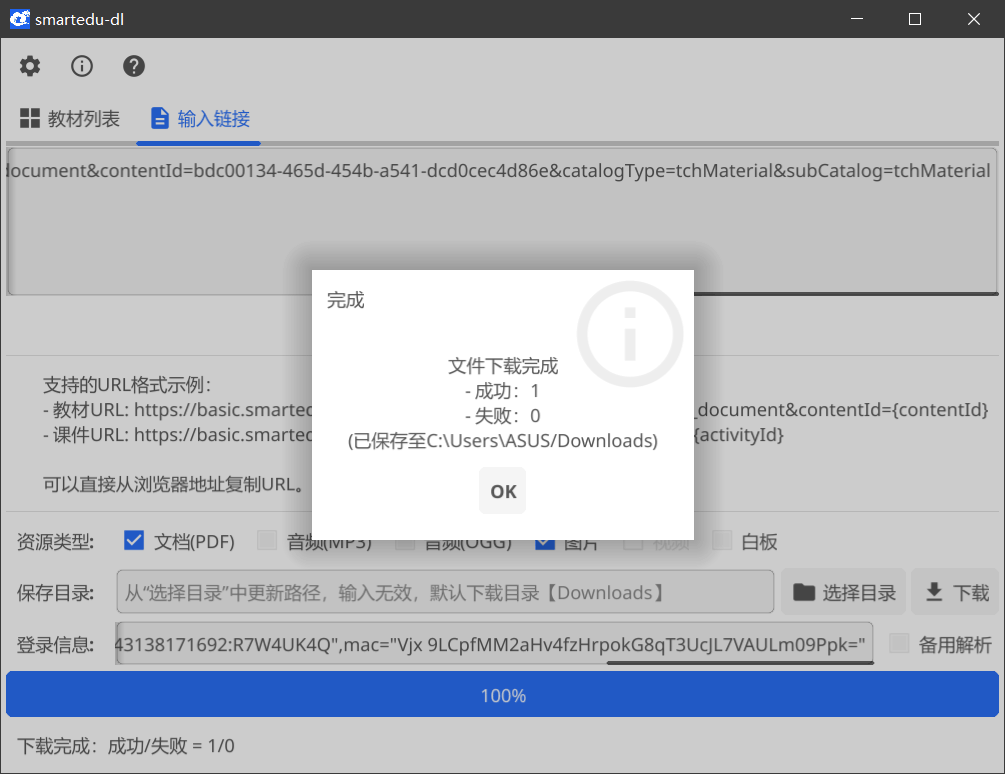 smartedu-dl
教材列表
输入链接
document&contentId=bdc00134-465d-454b-a541-dcd0cec4d86e&catalogType=tchMaterial&subCatalog=tchMaterial
完成
文件下载完成
- 成功：1
- 失败：0
(已保存至C:\Users\ASUS/Downloads)
OK
支持的URL格式示例：
- 教材URL: https://basic.smartec
_document&contentId={contentId}
- 课件URL: https://basic.smartec
{activityId}
可以直接从浏览器地址复制URL。
资源类型: 文档(PDF) 音频(MP3) 音频(OGG) 图片 视频 白板
保存目录: 从“选择目录”中更新路径，输入无效，默认下载目录【Downloads】 选择目录 下载
登录信息: 43138171692:R7W4UK4Q",mac="Vjx 9LCpfMM2aHv4fzHrpokG8qT3UcJL7VAULm09Ppk=" 备用解析
100%
下载完成：成功/失败 = 1/0